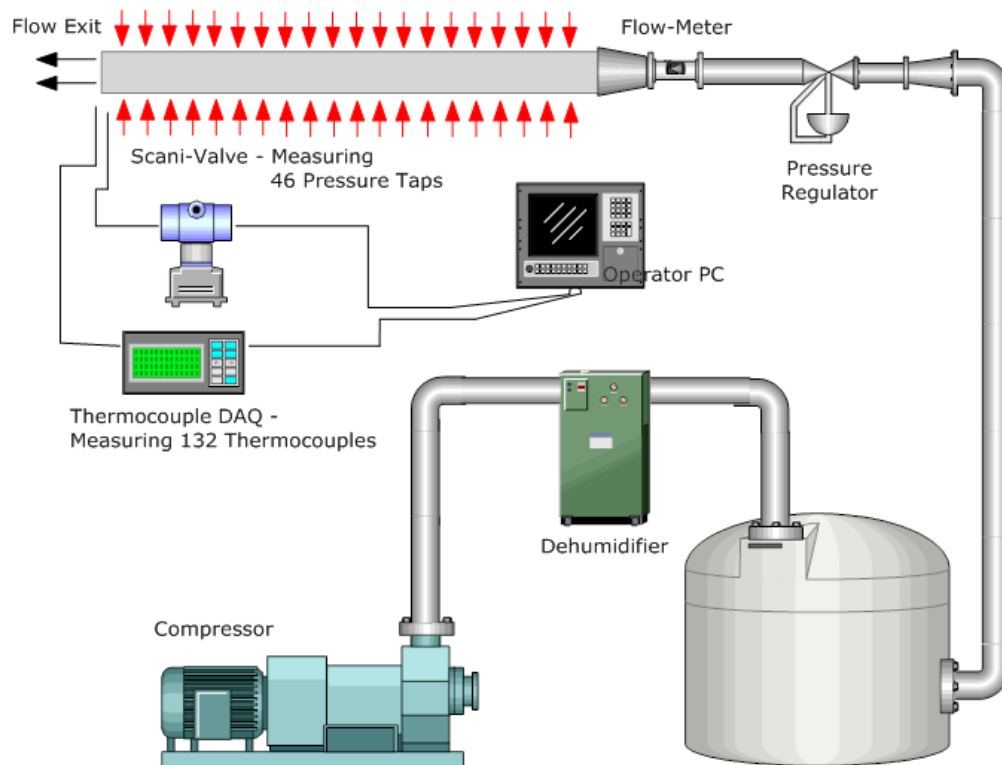 Flow Exit
Flow-Meter
Scani-Valve - Measuring
46 Pressure Taps
Pressure
Regulator
Operator PC
Thermocouple DAQ -
Measuring 132 Thermocouples
Dehumidifier
Compressor